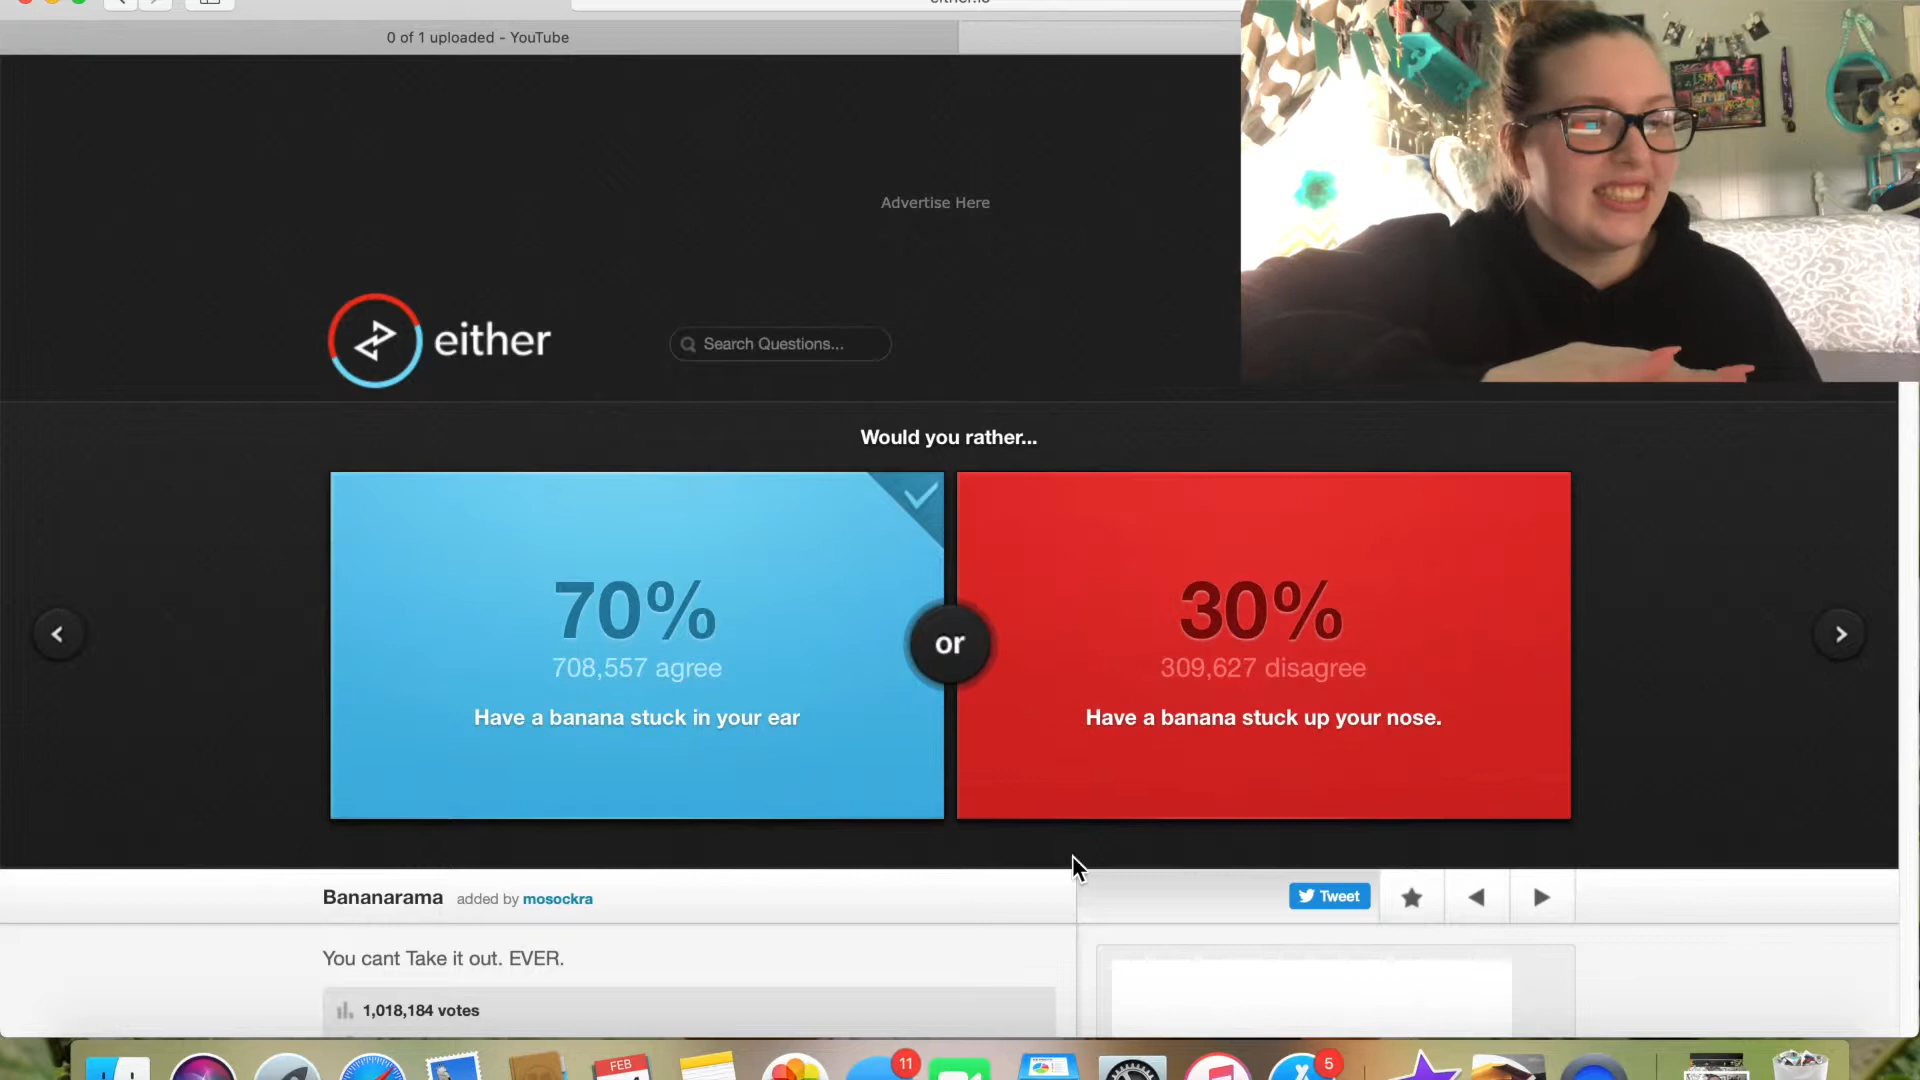 0 of 1 uploaded - YouTube
Advertise Here
either
Search Questions...
Would you rather...
70%
708,557 agree
Have a banana stuck in your ear
or
30%
309,627 disagree
Have a banana stuck up your nose.
Bananarama added by mosockra
Tweet
You cant Take it out. EVER.
1,018,184 votes
FEB
11
5